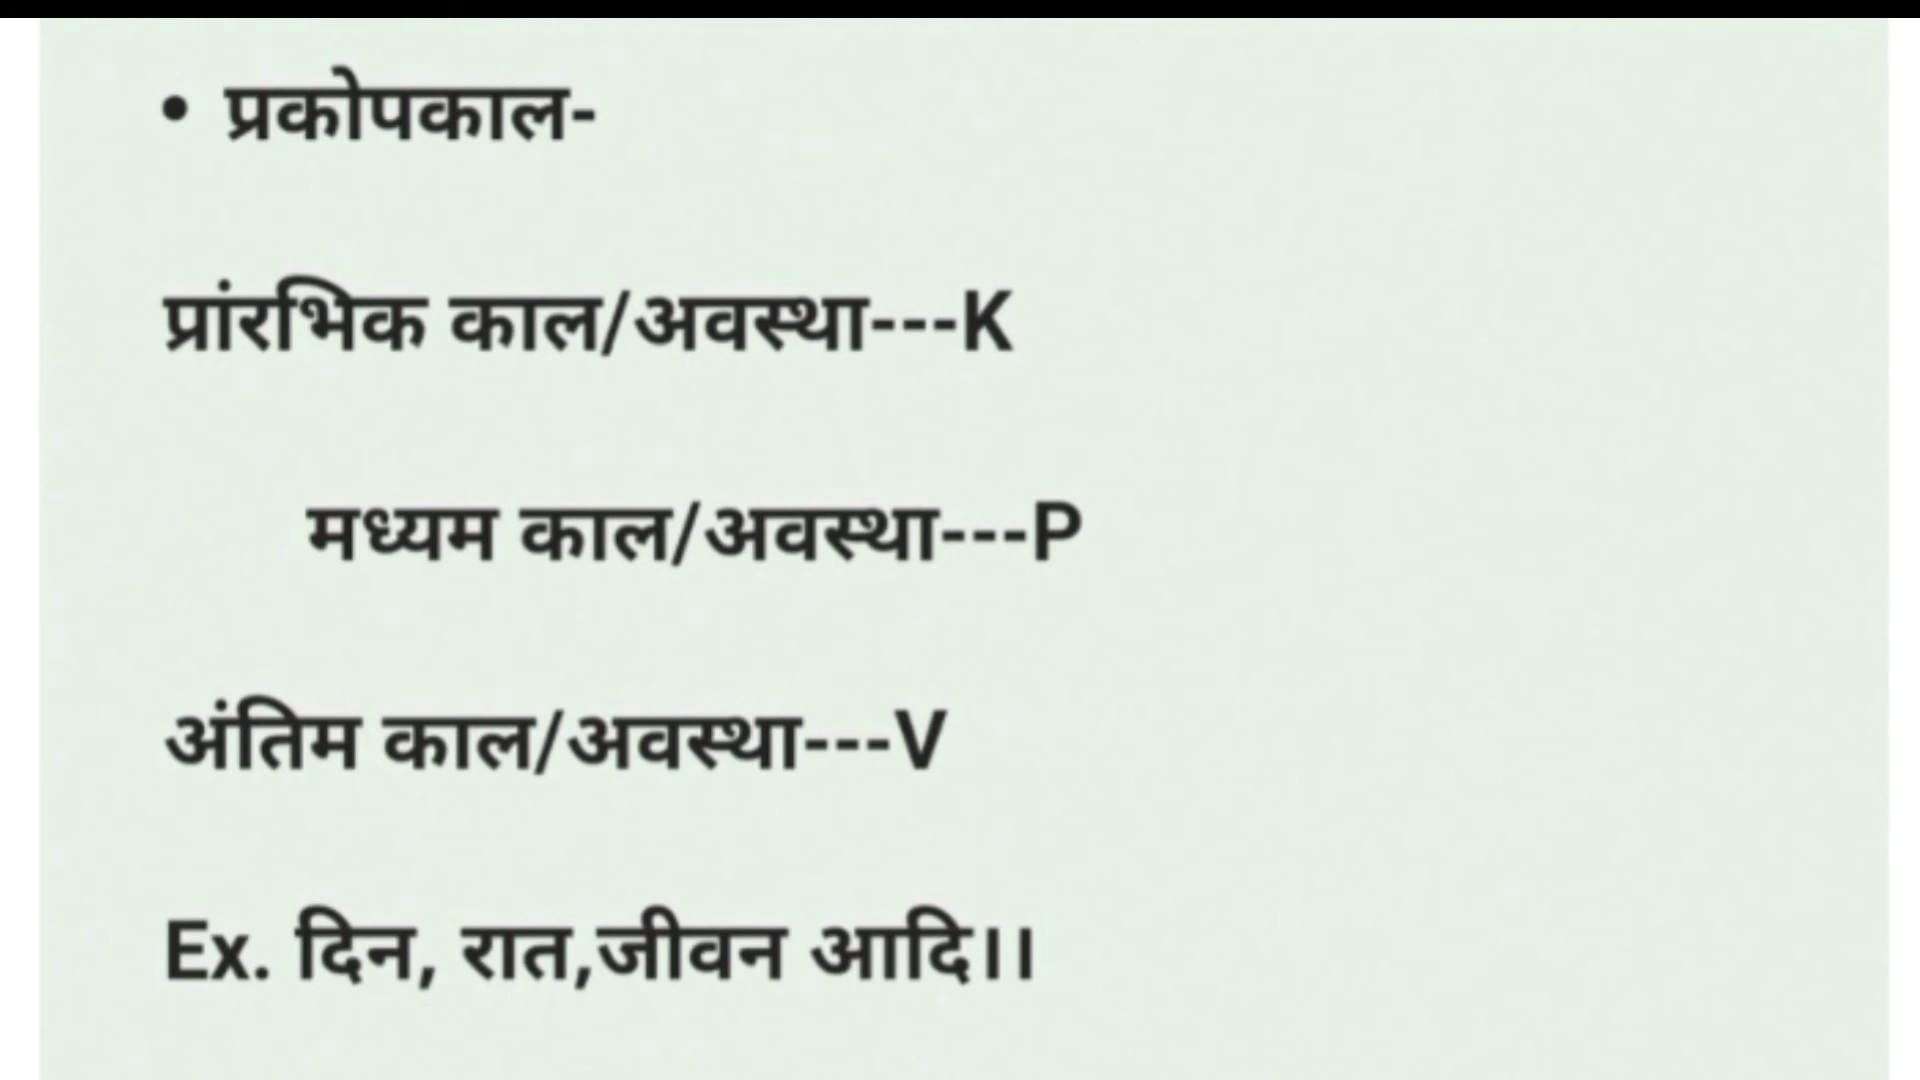 • प्रकोपकाल-
प्रांरभिक काल/अवस्था---K
मध्यम काल/अवस्था---P
अंतिम काल/अवस्था---V
Ex. दिन, रात,जीवन आदि।।